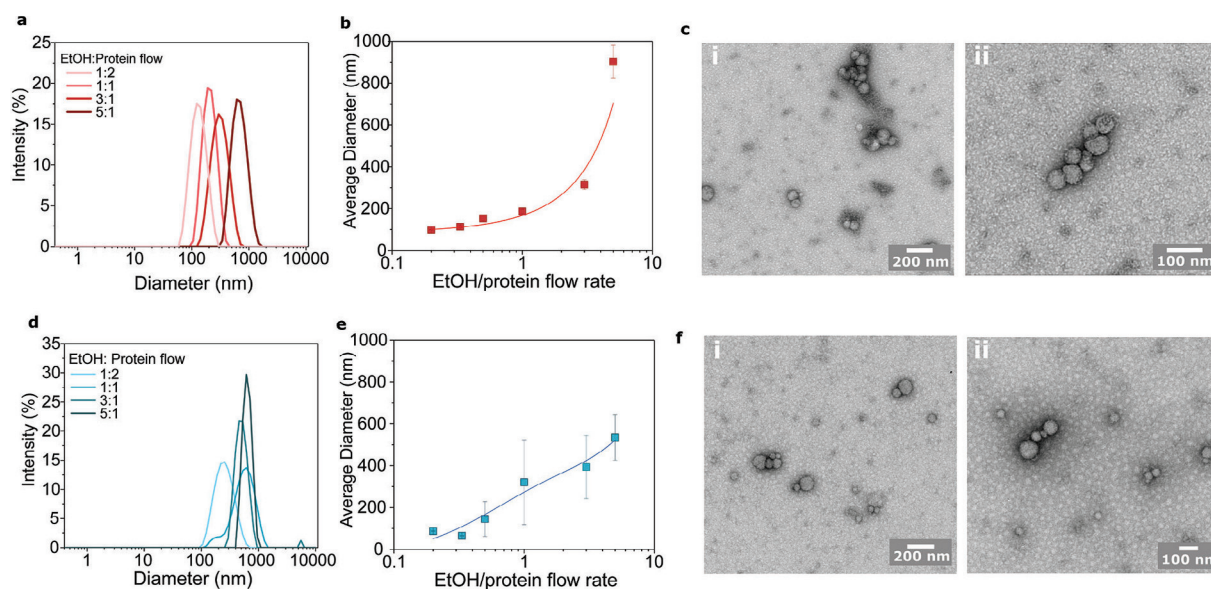 a
25
20
15
10
5
0
Intensity (%)
EtOH:Protein flow
1:2
1:1
3:1
5:1
1 10 100 1000 10000
Diameter (nm)
b
1000
800
600
400
200
0
Average Diameter (nm)
0.1 1 10
EtOH/protein flow rate
c
i
200 nm
ii
100 nm
d
35
30
25
20
15
10
5
0
Intensity (%)
EtOH: Protein flow
1:2
1:1
3:1
5:1
1 10 100 1000 10000
Diameter (nm)
e
1000
800
600
400
200
0
Average Diameter (nm)
0.1 1 10
EtOH/protein flow rate
f
i
200 nm
ii
100 nm